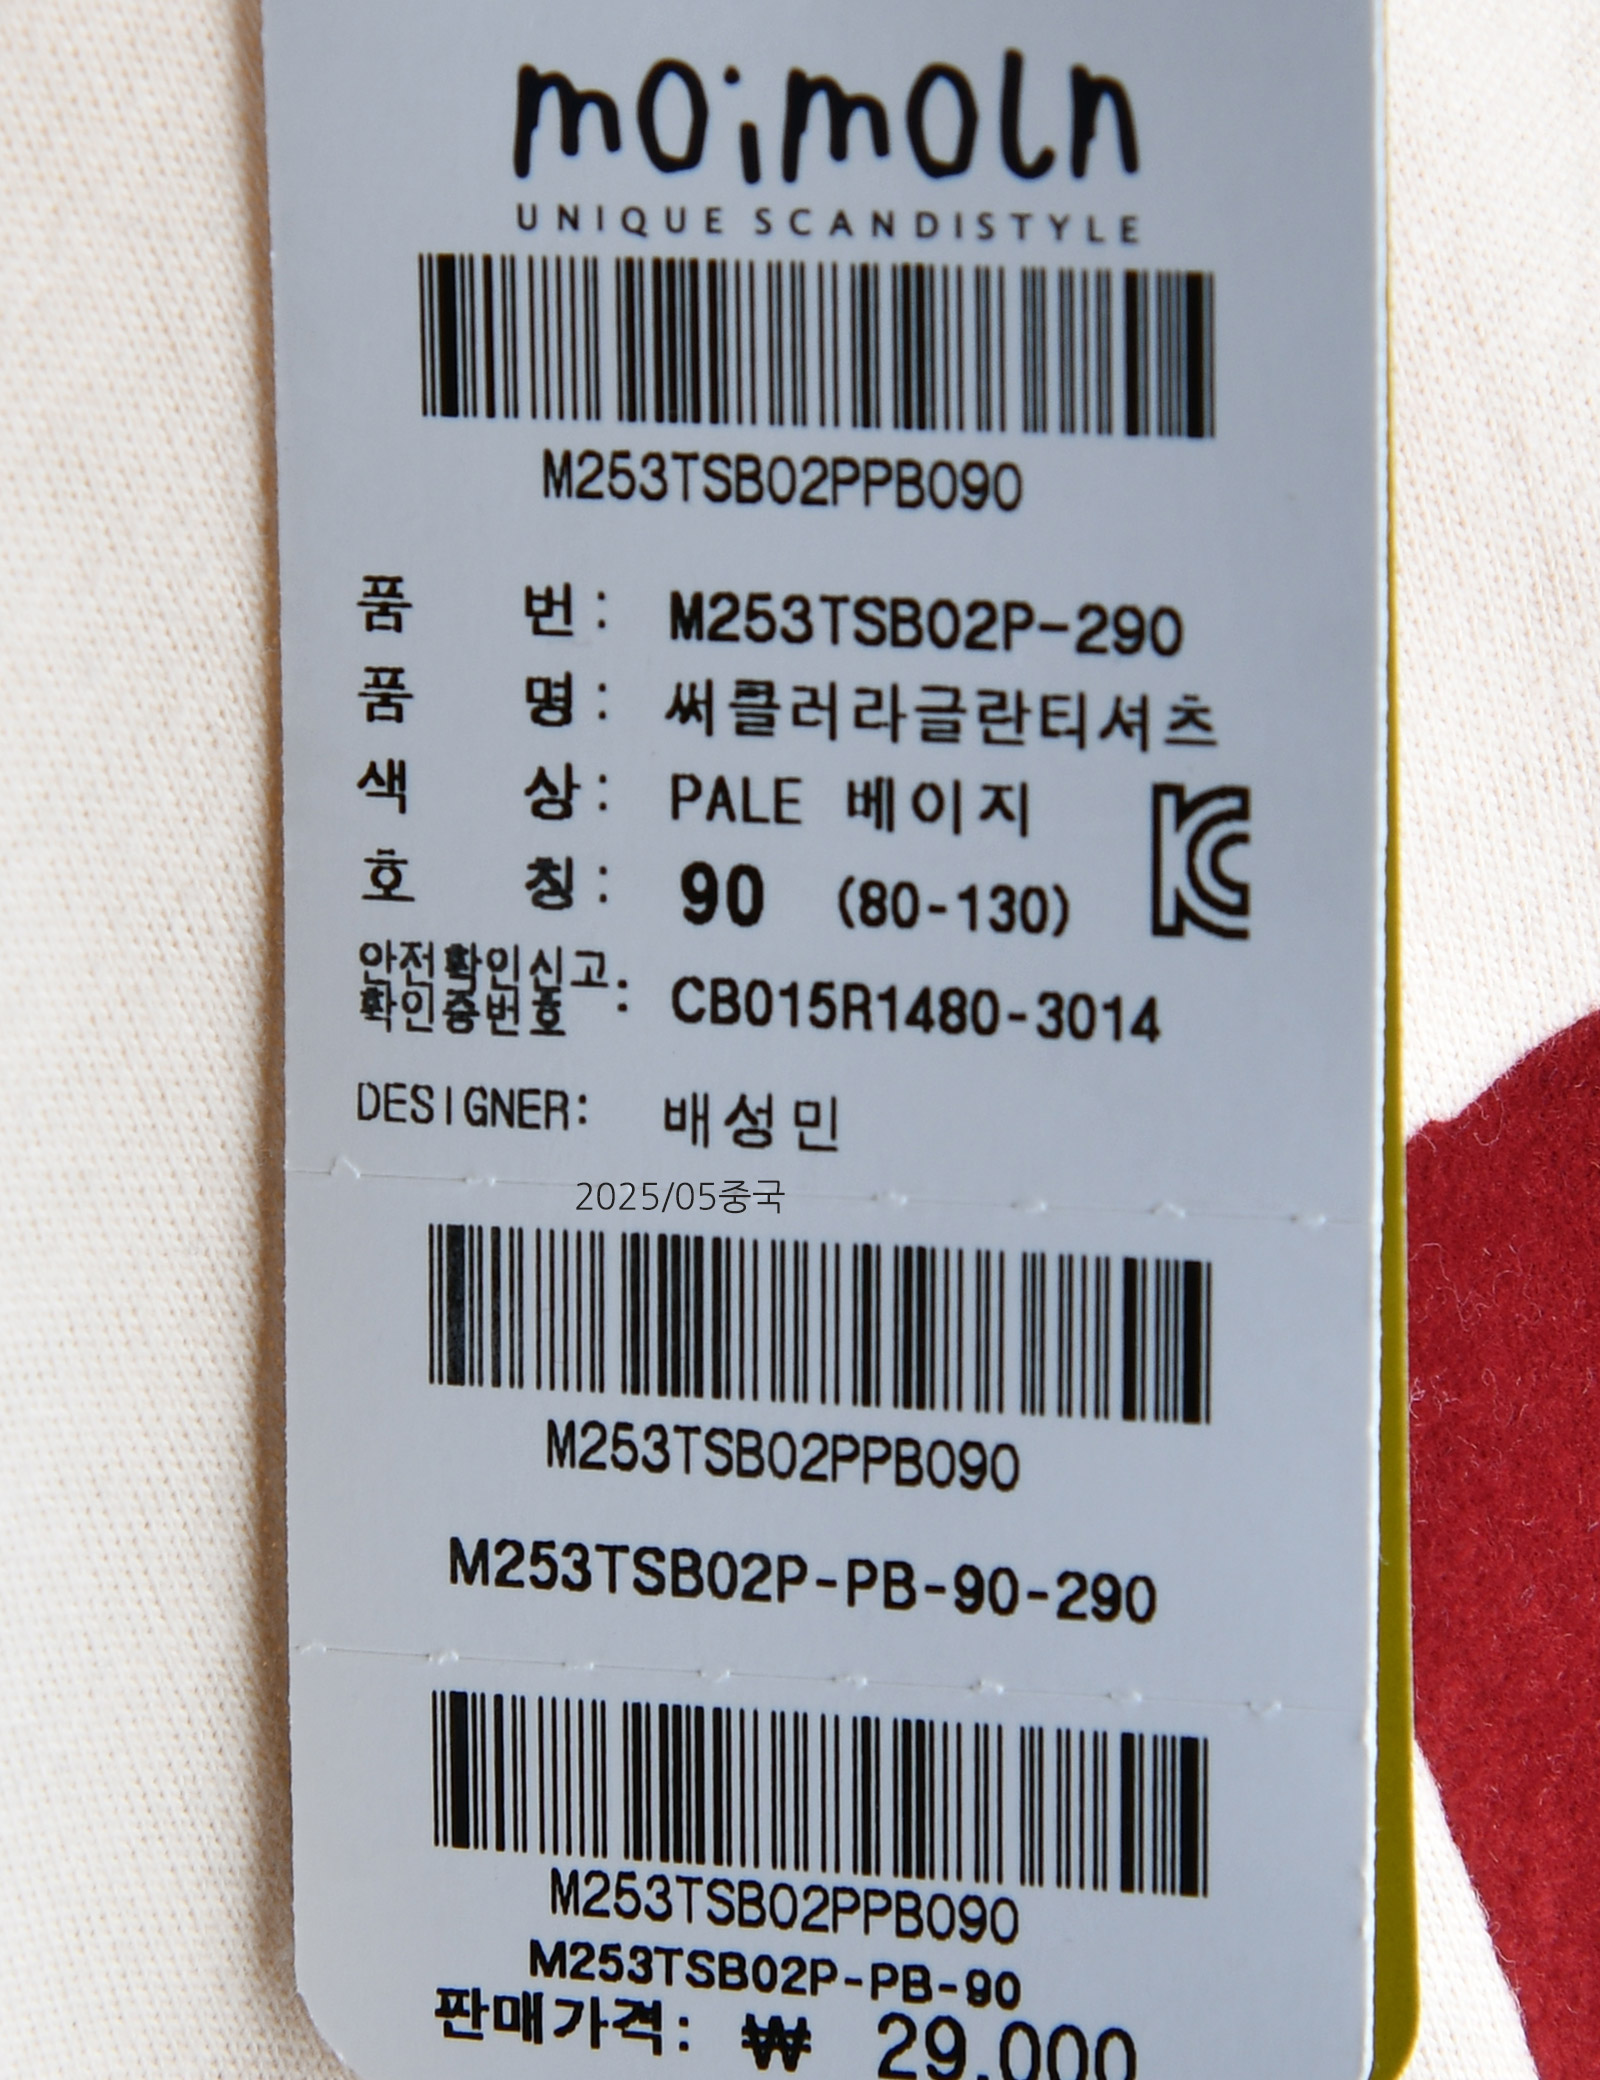 moimoln
UNIQUE SCANDISTYLE
M253TSB02PPB090
품 번: M253TSB02P-290
품 명: 써클러라글란티셔츠
색 상: PALE 베이지
호 칭: 90 (80-130)
안전확인신고
확인증번호: CB015R1480-3014
DESIGNER: 배성민
2025/05중국
M253TSB02PPB090
M253TSB02P-PB-90-290
M253TSB02PPB090
M253TSB02P-PB-90
판매가격: ₩ 29,000